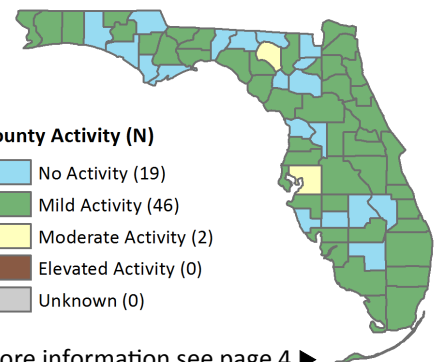 ounty Activity (N)
No Activity (19)
Mild Activity (46)
Moderate Activity (2)
Elevated Activity (0)
Unknown (0)
ore information see page 4 ▶